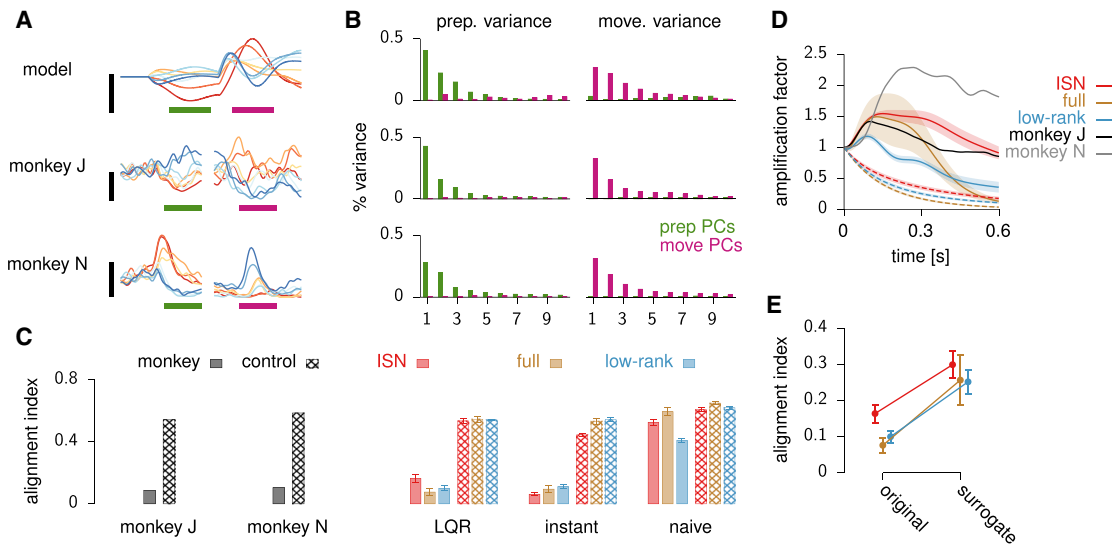 A
model
monkey J
monkey N
B
prep. variance
move. variance
0.5
0
0.5
0
0.5
0
% variance
prep PCs
move PCs
1 3 5 7 9
1 3 5 7 9
C
monkey
control
ISN
full
low-rank
alignment index
0.8
0.4
0
monkey J
monkey N
LQR
instant
naive
D
amplification factor
2.5
2
1.5
1
0.5
0
0
0.3
0.6
time [s]
ISN
full
low-rank
monkey J
monkey N
E
alignment index
0.4
0.3
0.2
0.1
0
original
surrogate